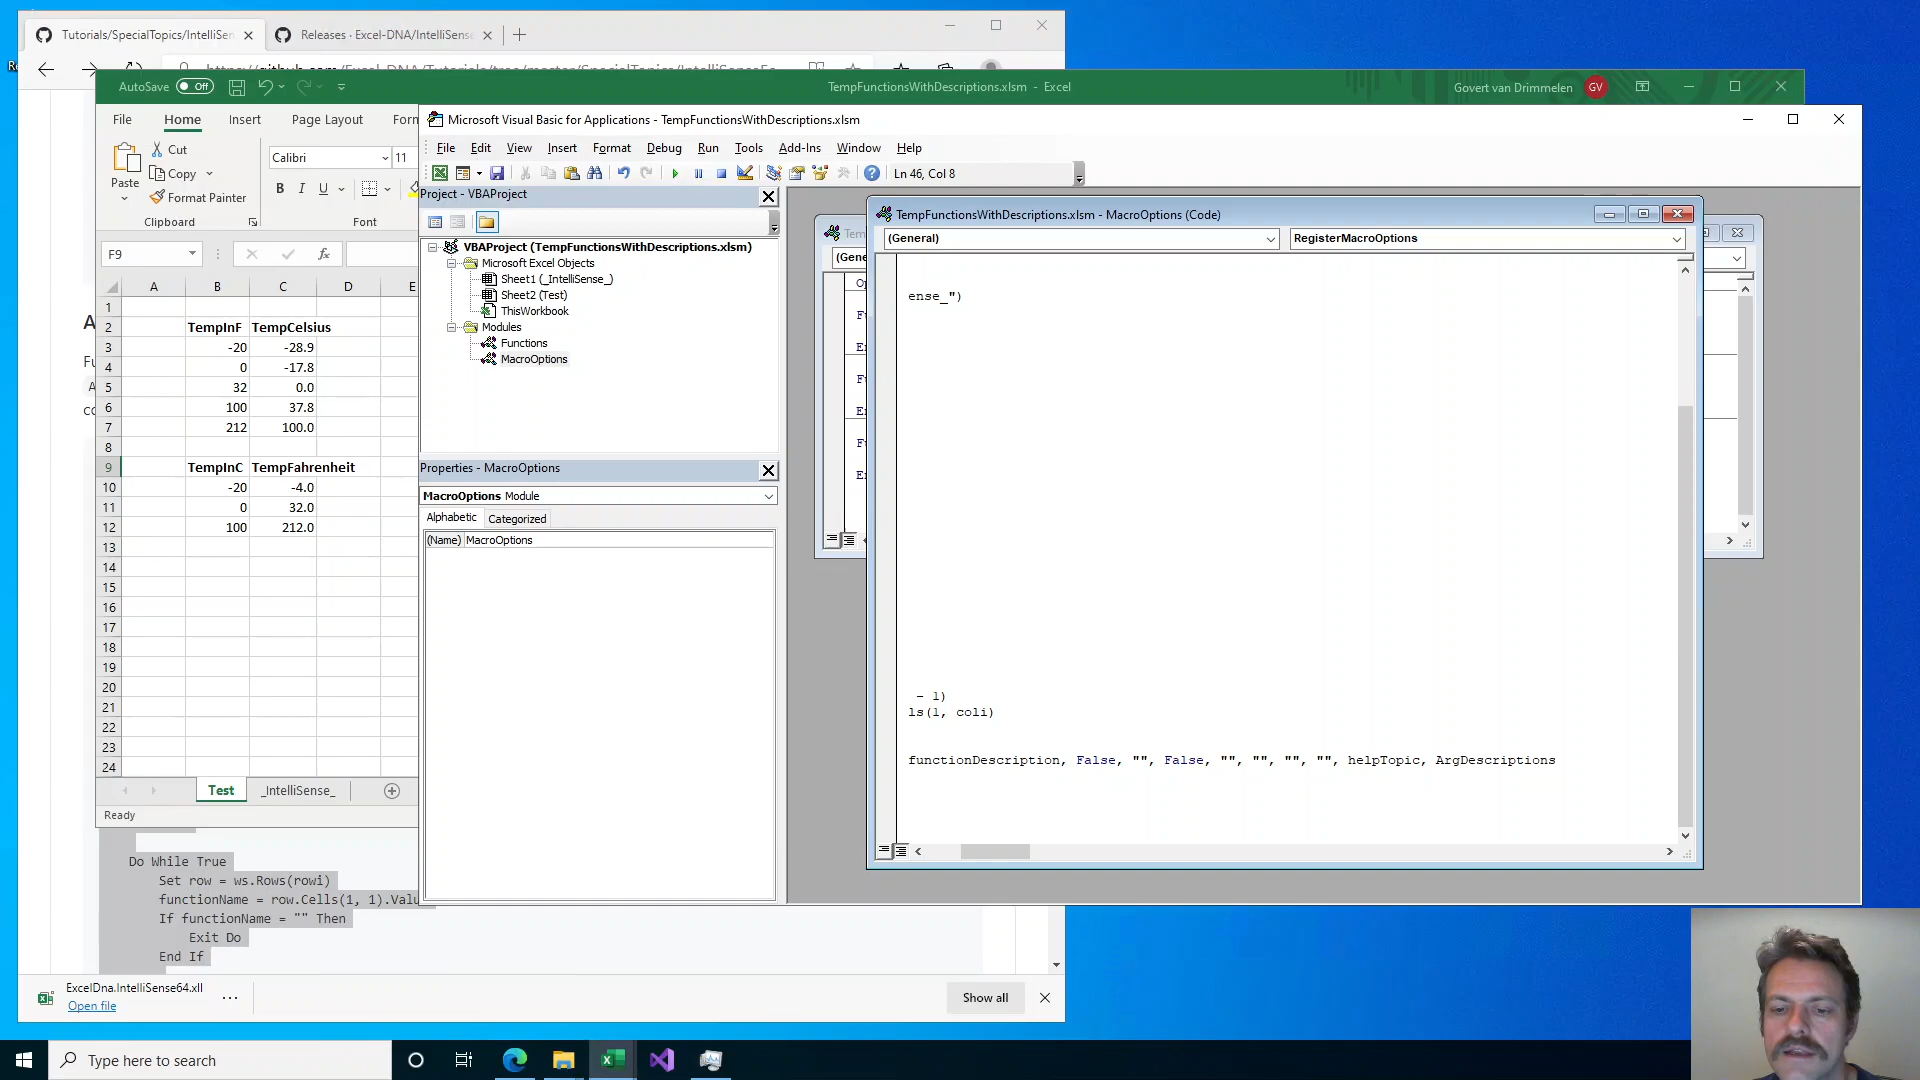 Tutorials/SpecialTopics/IntelliSen
Releases · Excel-DNA/IntelliSense
AutoSave Off
TempFunctionsWithDescriptions.xlsm - Excel
Govert van Drimmelen GV
File Home Insert Page Layout Form
Paste
Cut
Copy
Format Painter
Clipboard
Calibri 11
B I U
Font
F9
fx
A B C D E
1
2 TempInF TempCelsius
3 -20 -28.9
4 0 -17.8
5 32 0.0
6 100 37.8
7 212 100.0
8
9 TempInC TempFahrenheit
10 -20 -4.0
11 0 32.0
12 100 212.0
13
14
15
16
17
18
19
20
21
22
23
24
Test _IntelliSense_
Ready
Microsoft Visual Basic for Applications - TempFunctionsWithDescriptions.xlsm
File Edit View Insert Format Debug Run Tools Add-Ins Window Help
Ln 46, Col 8
Project - VBAProject
VBAProject (TempFunctionsWithDescriptions.xlsm)
Microsoft Excel Objects
Sheet1 (_IntelliSense_)
Sheet2 (Test)
ThisWorkbook
Modules
Functions
MacroOptions
Properties - MacroOptions
MacroOptions Module
Alphabetic Categorized
(Name) MacroOptions
TempFunctionsWithDescriptions.xlsm - MacroOptions (Code)
(General) RegisterMacroOptions
ense_")
- 1)
ls(1, coli)
functionDescription, False, "", False, "", "", "", "", helpTopic, ArgDescriptions
Do While True
Set row = ws.Rows(rowi)
functionName = row.Cells(1, 1).Valu
If functionName = "" Then
Exit Do
End If
ExcelDna.IntelliSense64.xll
Open file
Show all
Type here to search